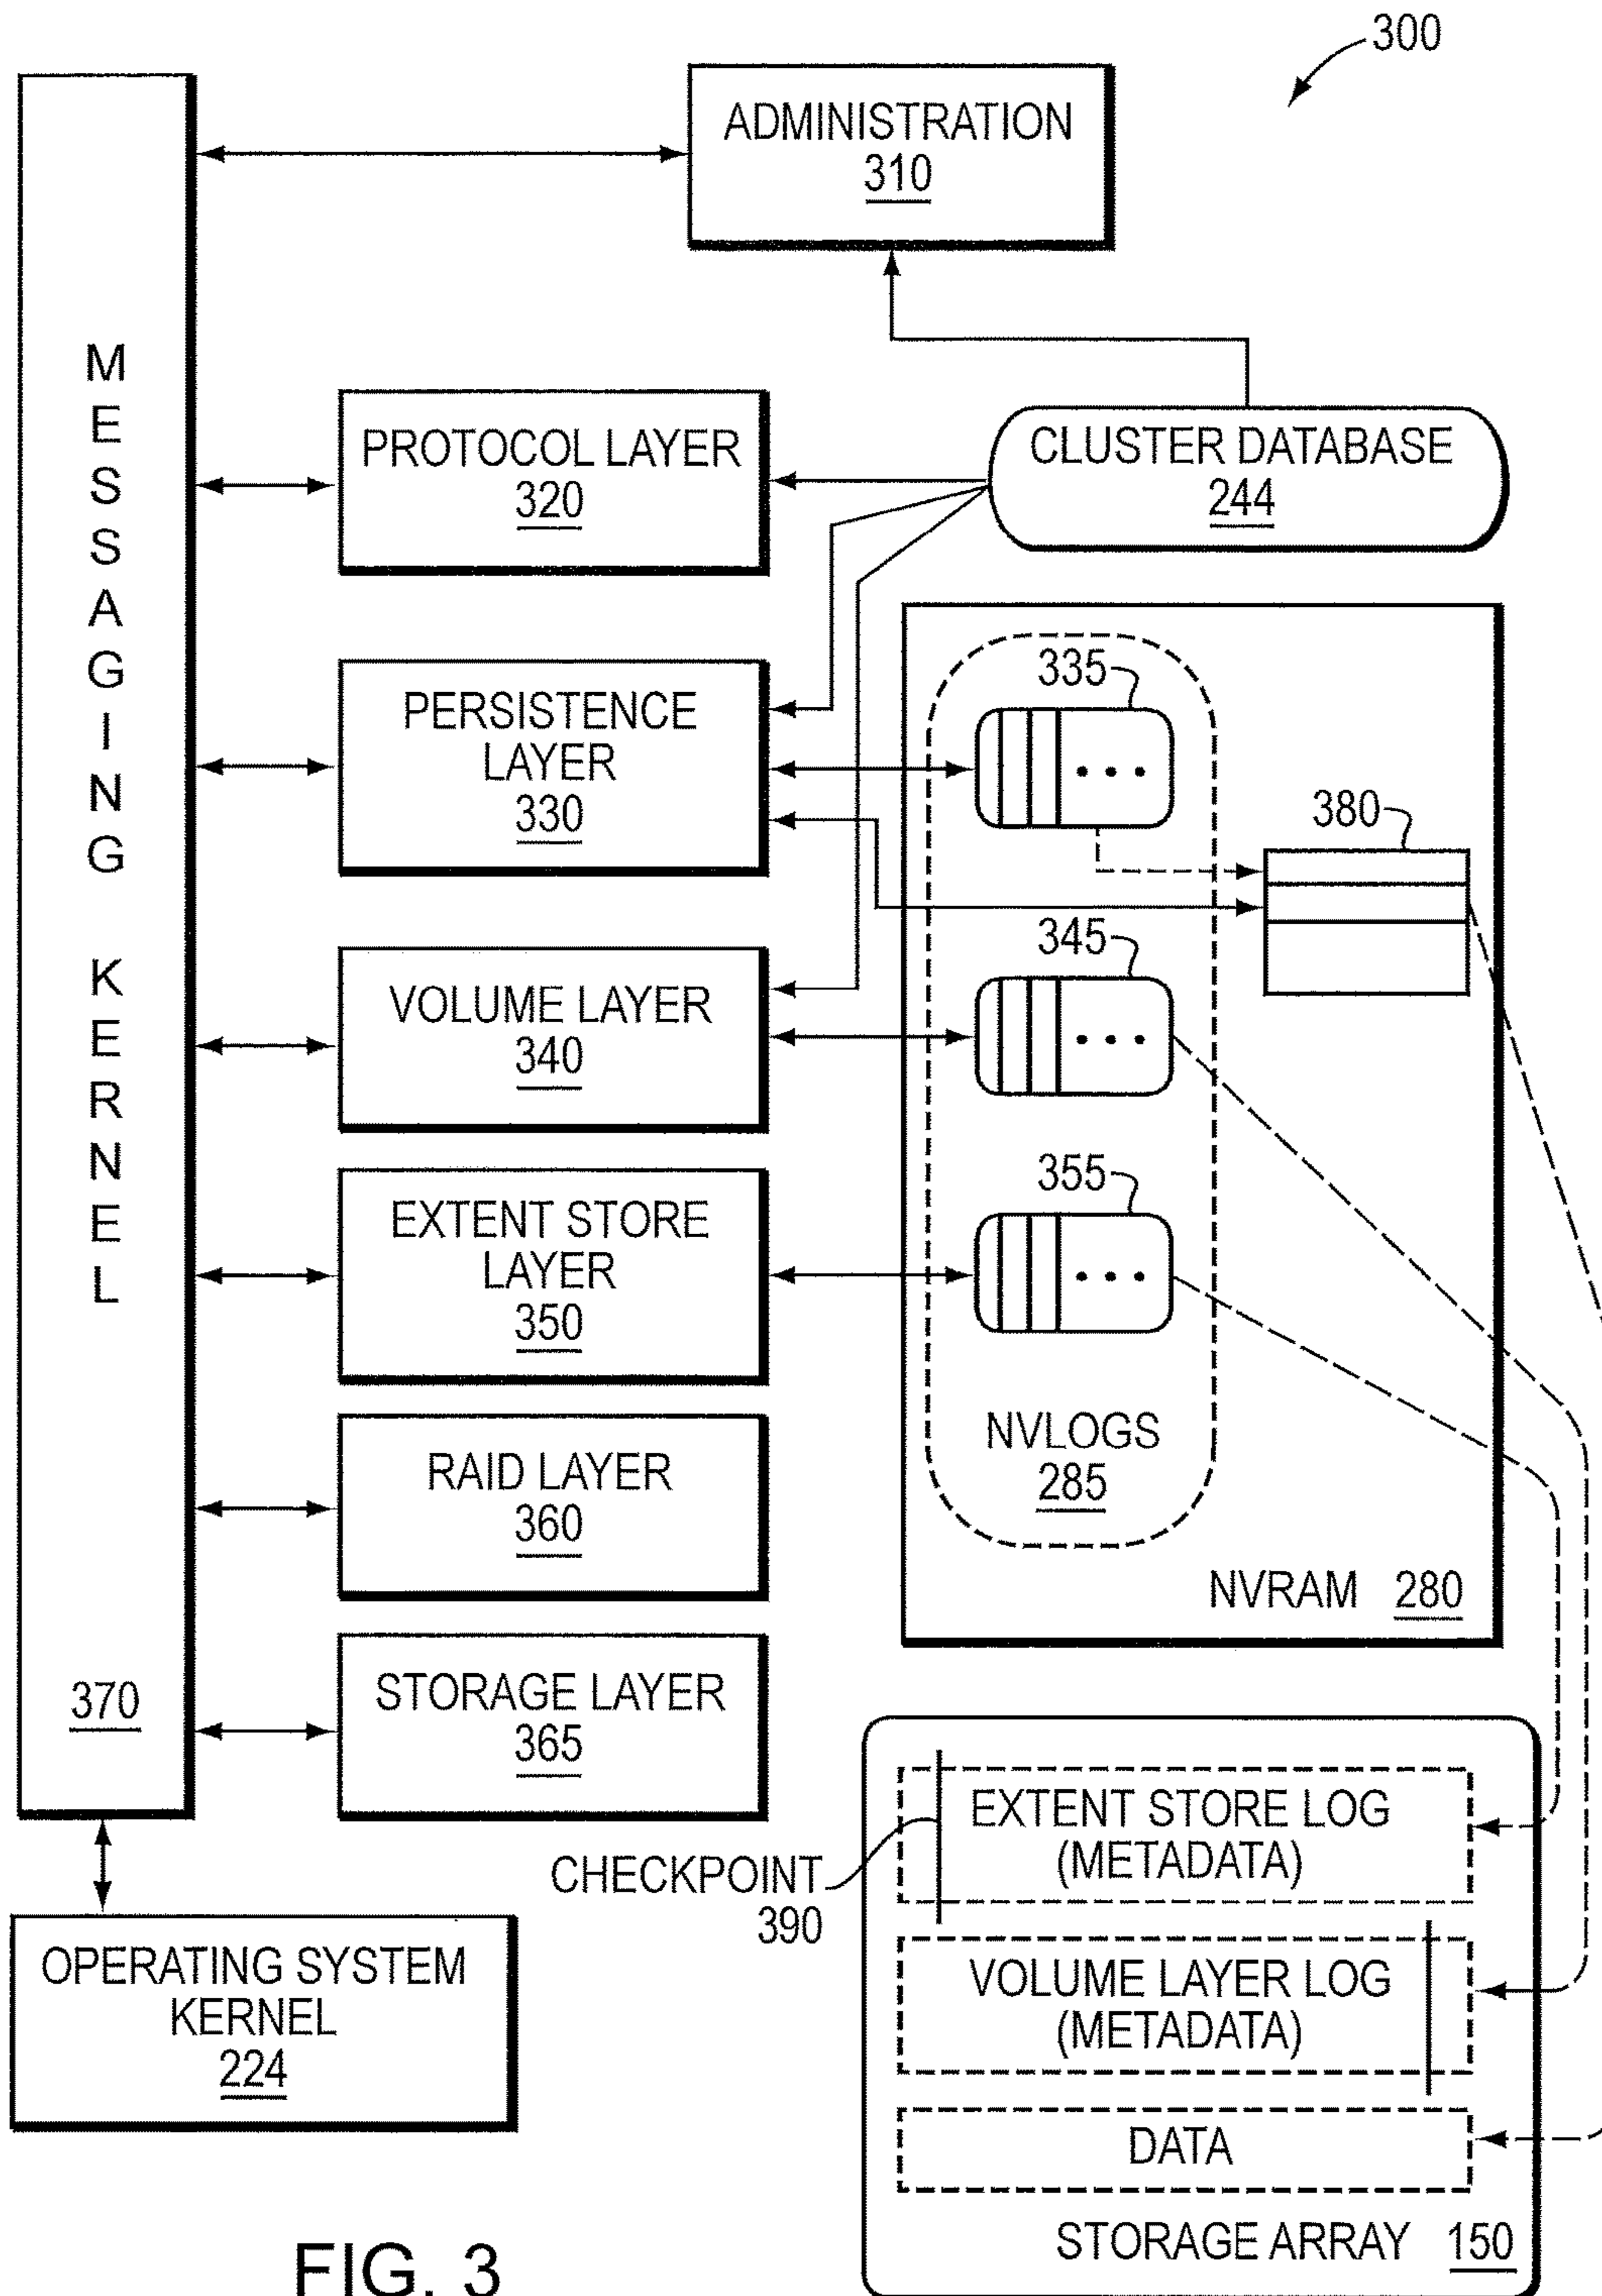 300
ADMINISTRATION
310
MESSAGING KERNEL
370
PROTOCOL LAYER
320
CLUSTER DATABASE
244
PERSISTENCE
LAYER
330
335
380
VOLUME LAYER
340
345
EXTENT STORE
LAYER
350
355
NVLOGS
285
RAID LAYER
360
NVRAM 280
STORAGE LAYER
365
EXTENT STORE LOG
(METADATA)
CHECKPOINT
390
VOLUME LAYER LOG
(METADATA)
OPERATING SYSTEM
KERNEL
224
DATA
STORAGE ARRAY 150
FIG. 3